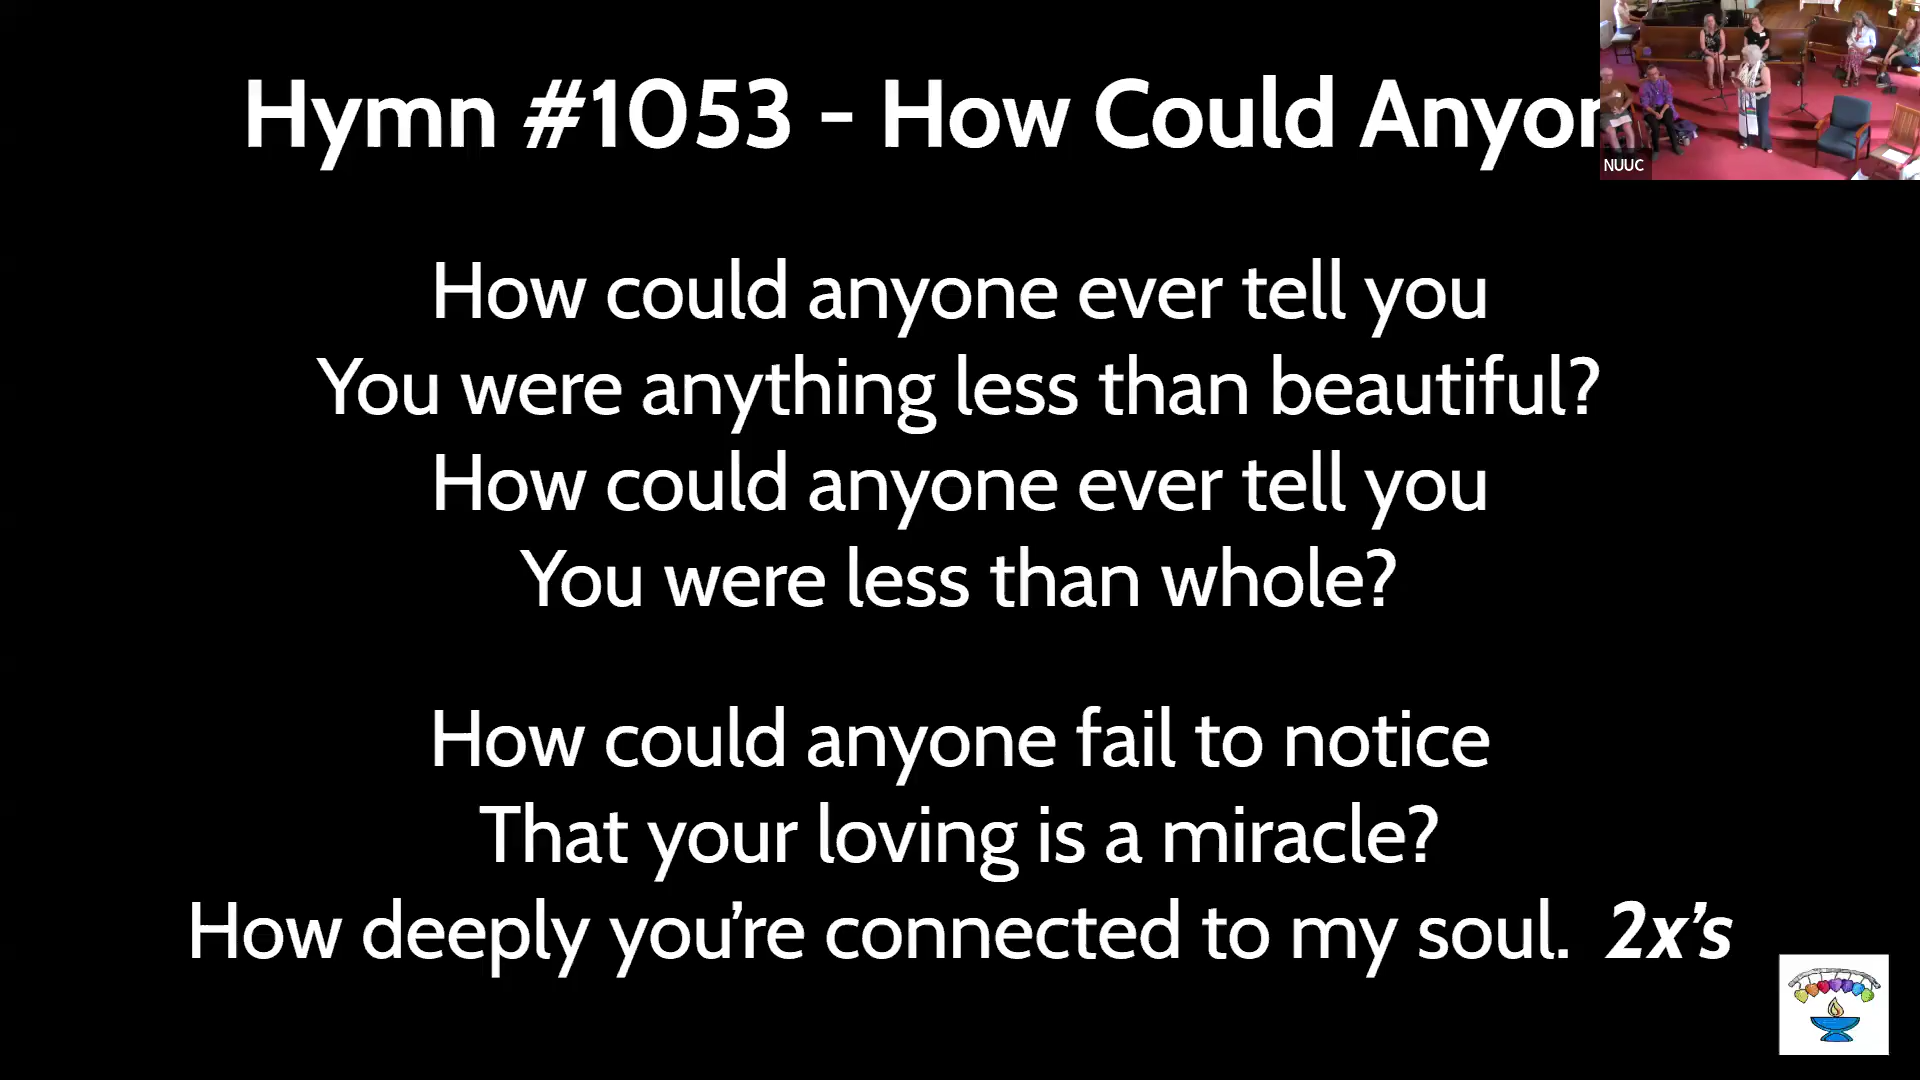 Hymn #1053 - How Could Anyon
NUUC
How could anyone ever tell you
You were anything less than beautiful?
How could anyone ever tell you
You were less than whole?
How could anyone fail to notice
That your loving is a miracle?
How deeply you're connected to my soul. 2x's